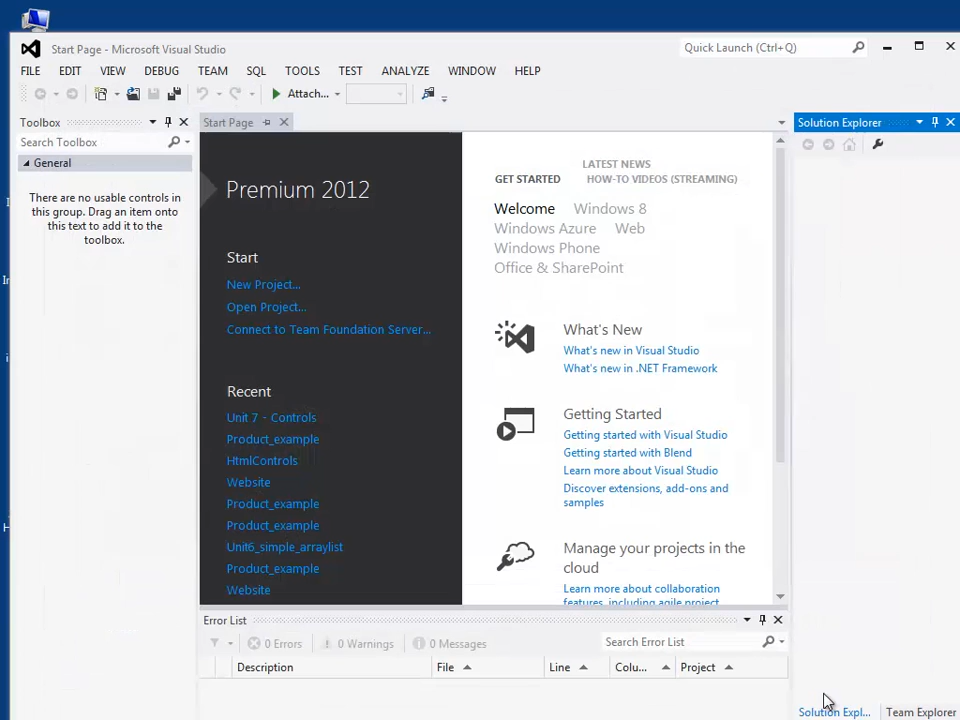 Start Page - Microsoft Visual Studio
Quick Launch (Ctrl+Q)
FILE EDIT VIEW DEBUG TEAM SQL TOOLS TEST ANALYZE WINDOW HELP
Attach...
Toolbox
Start Page
Solution Explorer
Search Toolbox
General
There are no usable controls in
this group. Drag an item onto
this text to add it to the
toolbox.
Premium 2012
Start
New Project...
Open Project...
Connect to Team Foundation Server...
Recent
Unit 7 - Controls
Product_example
HtmlControls
Website
Product_example
Product_example
Unit6_simple_arraylist
Product_example
Website
LATEST NEWS
GET STARTED HOW-TO VIDEOS (STREAMING)
Welcome Windows 8
Windows Azure Web
Windows Phone
Office & SharePoint
What's New
What's new in Visual Studio
What's new in .NET Framework
Getting Started
Getting started with Visual Studio
Getting started with Blend
Learn more about Visual Studio
Discover extensions, add-ons and
samples
Manage your projects in the
cloud
Learn more about collaboration
features, including agile project
Error List
0 Errors 0 Warnings 0 Messages
Search Error List
Description File Line Colu... Project
Solution Expl... Team Explorer